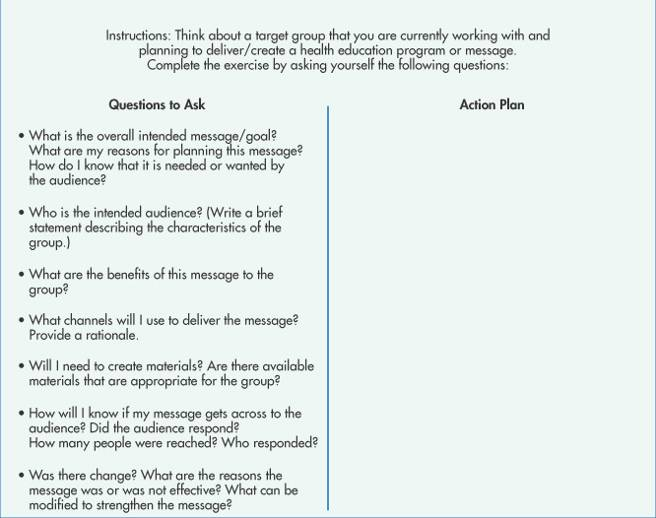 Instructions: Think about a target group that you are currently working with and
planning to deliver/create a health education program or message.
Complete the exercise by asking yourself the following questions:
Questions to Ask
Action Plan
• What is the overall intended message/goal?
What are my reasons for planning this message?
How do I know that it is needed or wanted by
the audience?
• Who is the intended audience? (Write a brief
statement describing the characteristics of the
group.)
• What are the benefits of this message to the
group?
• What channels will I use to deliver the message?
Provide a rationale.
• Will I need to create materials? Are there available
materials that are appropriate for the group?
• How will I know if my message gets across to the
audience? Did the audience respond?
How many people were reached? Who responded?
• Was there change? What are the reasons the
message was or was not effective? What can be
modified to strengthen the message?